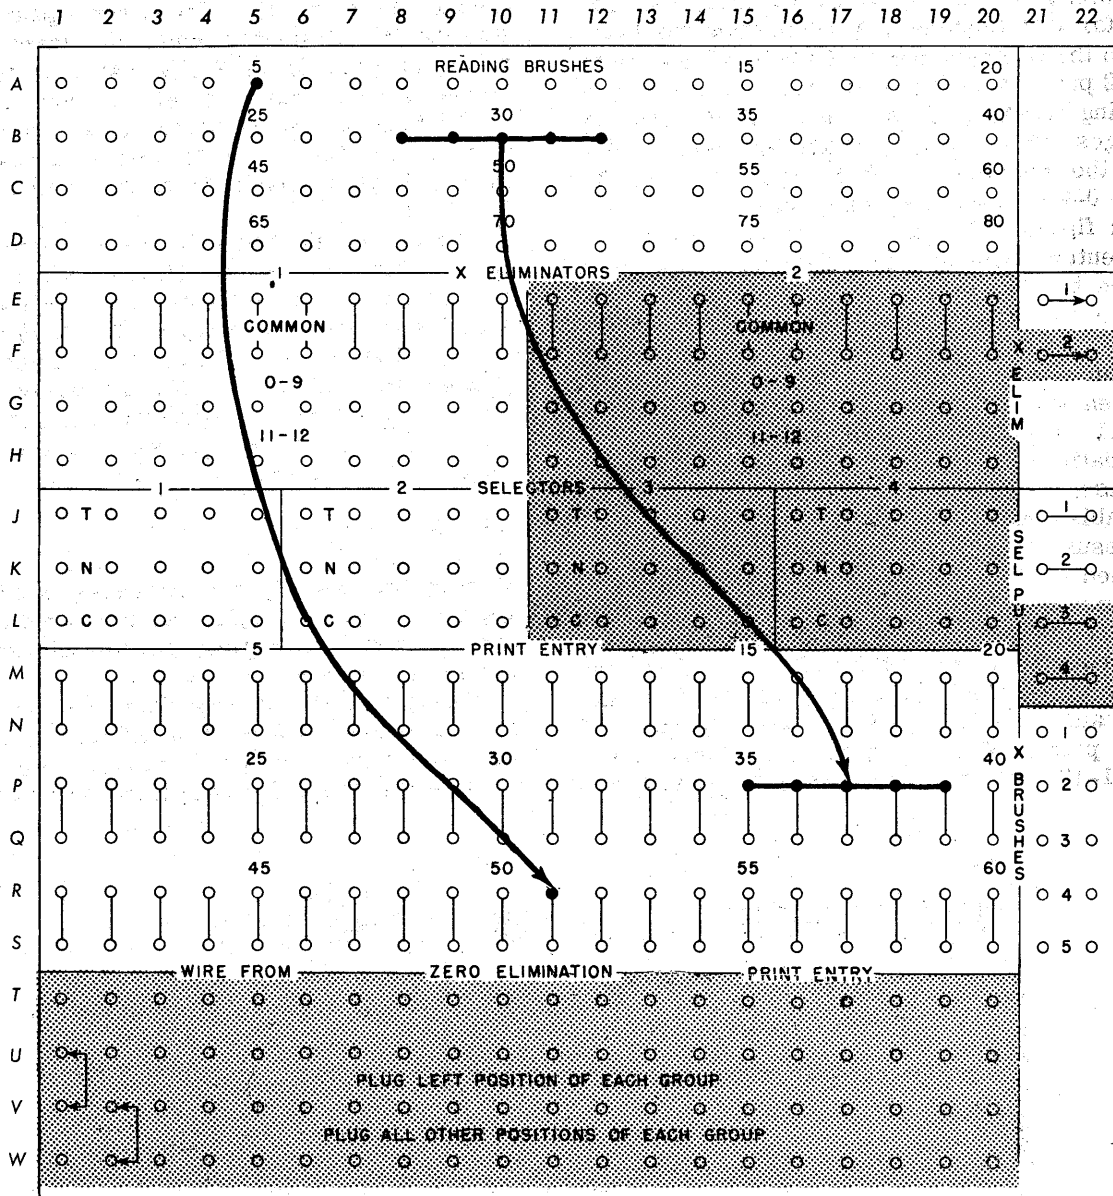 1 2 3 4 5 6 7 8 9 10 11 12 13 14 15 16 17 18 19 20 21 22
5 READING BRUSHES 15 20
A
25 30 35 40
B
45 50 55 60
C
65 70 75 80
D
1 X ELIMINATORS 2
E 1
COMMON COMMON
F 2
0-9 0-9
G
11-12 11-12
H
X ELIM
1 2 SELECTORS 3 4
J T T T T 1
K N N N N 2
L C C C C 3
SEL PU
5 PRINT ENTRY 15 20
M 4
N 1
25 30 35 40
P 2
Q 3
X BRUSHES
45 50 55 60
R 4
S 5
WIRE FROM ZERO ELIMINATION PRINT ENTRY
T
U
PLUG LEFT POSITION OF EACH GROUP
V
PLUG ALL OTHER POSITIONS OF EACH GROUP
W